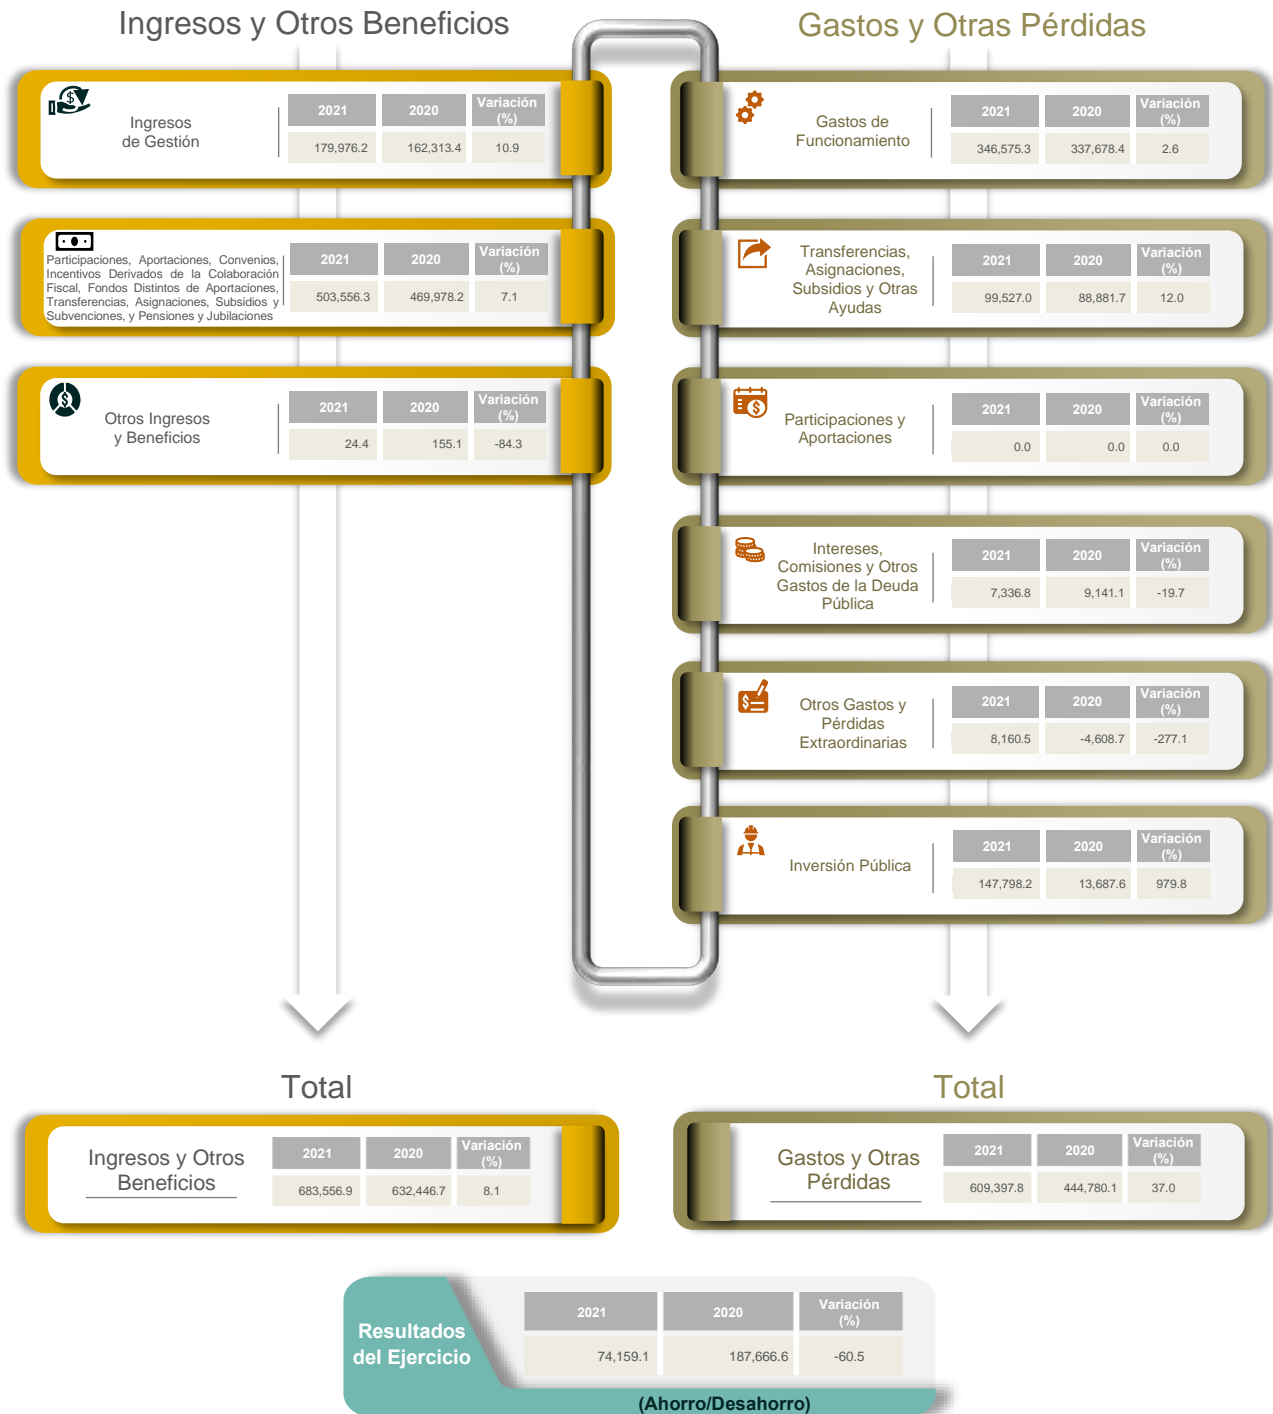 Ingresos y Otros Beneficios
Ingresos
de Gestión
2021 2020 Variación (%)
179,976.2 162,313.4 10.9
Participaciones, Aportaciones, Convenios,
Incentivos Derivados de la Colaboración
Fiscal, Fondos Distintos de Aportaciones,
Transferencias, Asignaciones, Subsidios y
Subvenciones, y Pensiones y Jubilaciones
2021 2020 Variación (%)
503,556.3 469,978.2 7.1
Otros Ingresos
y Beneficios
2021 2020 Variación (%)
24.4 155.1 -84.3
Gastos y Otras Pérdidas
Gastos de
Funcionamiento
2021 2020 Variación (%)
346,575.3 337,678.4 2.6
Transferencias,
Asignaciones,
Subsidios y Otras
Ayudas
2021 2020 Variación (%)
99,527.0 88,881.7 12.0
Participaciones y
Aportaciones
2021 2020 Variación (%)
0.0 0.0 0.0
Intereses,
Comisiones y Otros
Gastos de la Deuda
Pública
2021 2020 Variación (%)
7,336.8 9,141.1 -19.7
Otros Gastos y
Pérdidas
Extraordinarias
2021 2020 Variación (%)
8,160.5 -4,608.7 -277.1
Inversión Pública
2021 2020 Variación (%)
147,798.2 13,687.6 979.8
Total
Ingresos y Otros
Beneficios
2021 2020 Variación (%)
683,556.9 632,446.7 8.1
Total
Gastos y Otras
Pérdidas
2021 2020 Variación (%)
609,397.8 444,780.1 37.0
Resultados
del Ejercicio
2021 2020 Variación (%)
74,159.1 187,666.6 -60.5
(Ahorro/Desahorro)